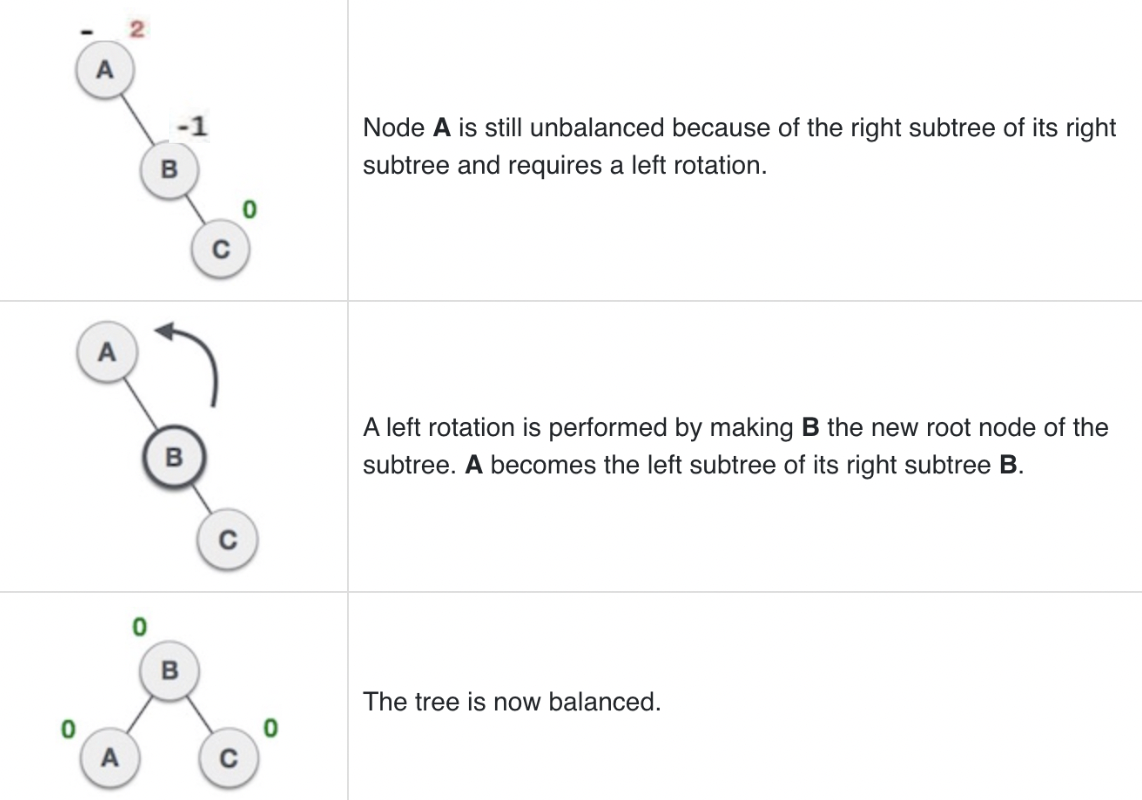 - 2
A
-1
B
0
C
Node A is still unbalanced because of the right subtree of its right
subtree and requires a left rotation.
A
B
C
A left rotation is performed by making B the new root node of the
subtree. A becomes the left subtree of its right subtree B.
0
B
0
0
A
C
The tree is now balanced.